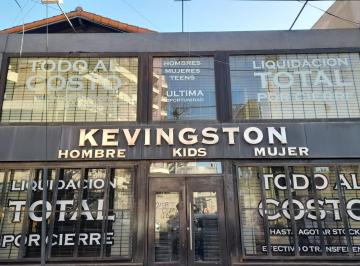 TODO AL
COSTO
HOMBRES
MUJERES
TEENS
ULTIMA
OPORTUNIDAD
LIQUIDACION
TOTAL
POR CIERRE
KEVINGSTON
HOMBRE KIDS MUJER
LIQUIDACION
TOTAL
POR CIERRE
TODO AL
COSTO
HASTA AGOTAR STOCK
EFECTIVO O TRANSFEREN